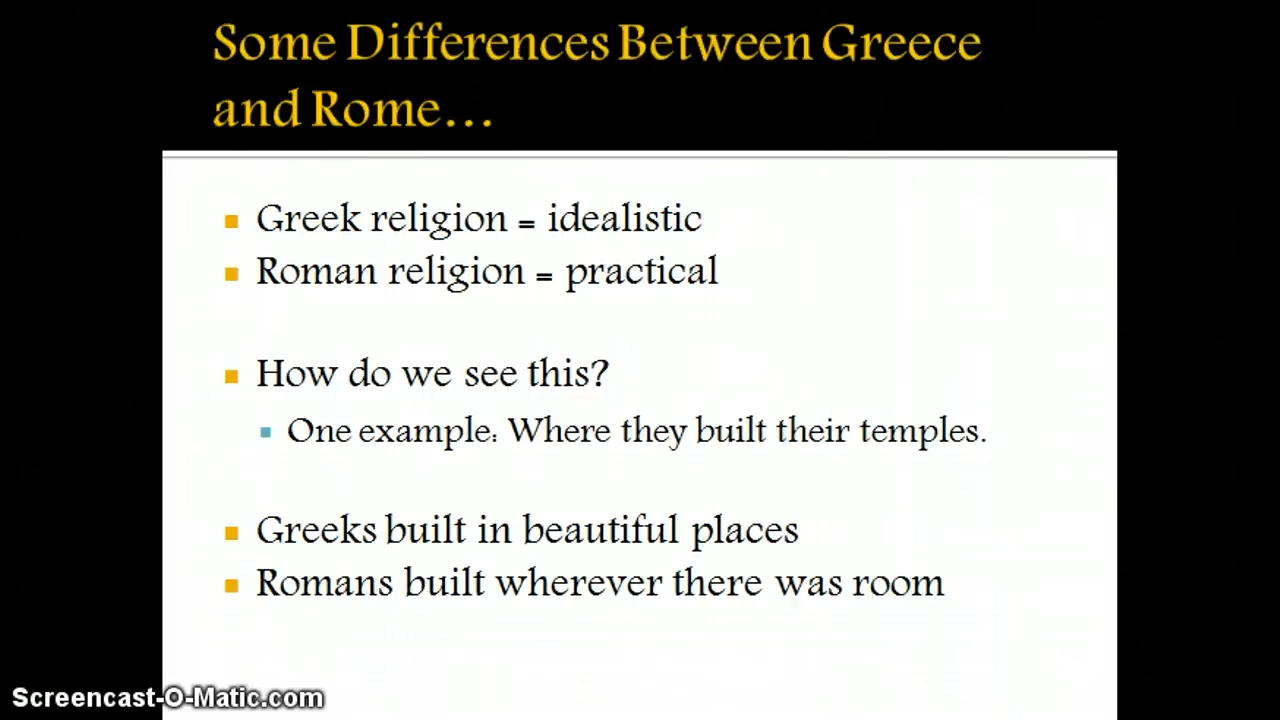 Some Differences Between Greece
and Rome...
Greek religion = idealistic
Roman religion = practical
How do we see this?
One example: Where they built their temples.
Greeks built in beautiful places
Romans built wherever there was room
Screencast-O-Matic.com